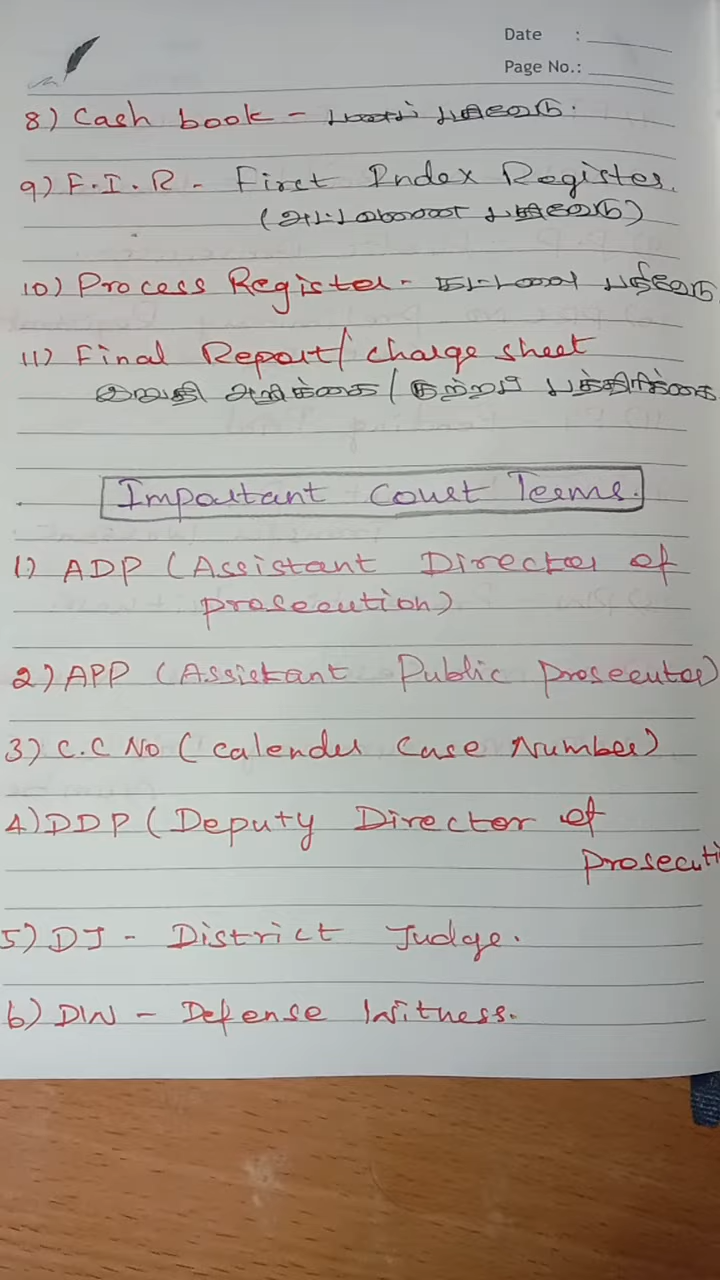 Date :
Page No.:
8) Cash book - பணம் பதிவேடு.
9) F.I.R - First Index Register.
(அட்டவணை பதிவேடு)
10) Process Register - கட்டளை பதிவேடு
11) Final Report/charge sheet
இறுதி அறிக்கை/குற்றப் பத்திரிக்கை
Important Court Terms.
1) ADP (Assistant Director of
prosecution)
2) APP (Assistant Public prosecutor)
3) C.C No (Calender Case Number)
4) DDP (Deputy Director of
prosecuti
5) DJ - District Judge.
6) DW - Defense Witness.